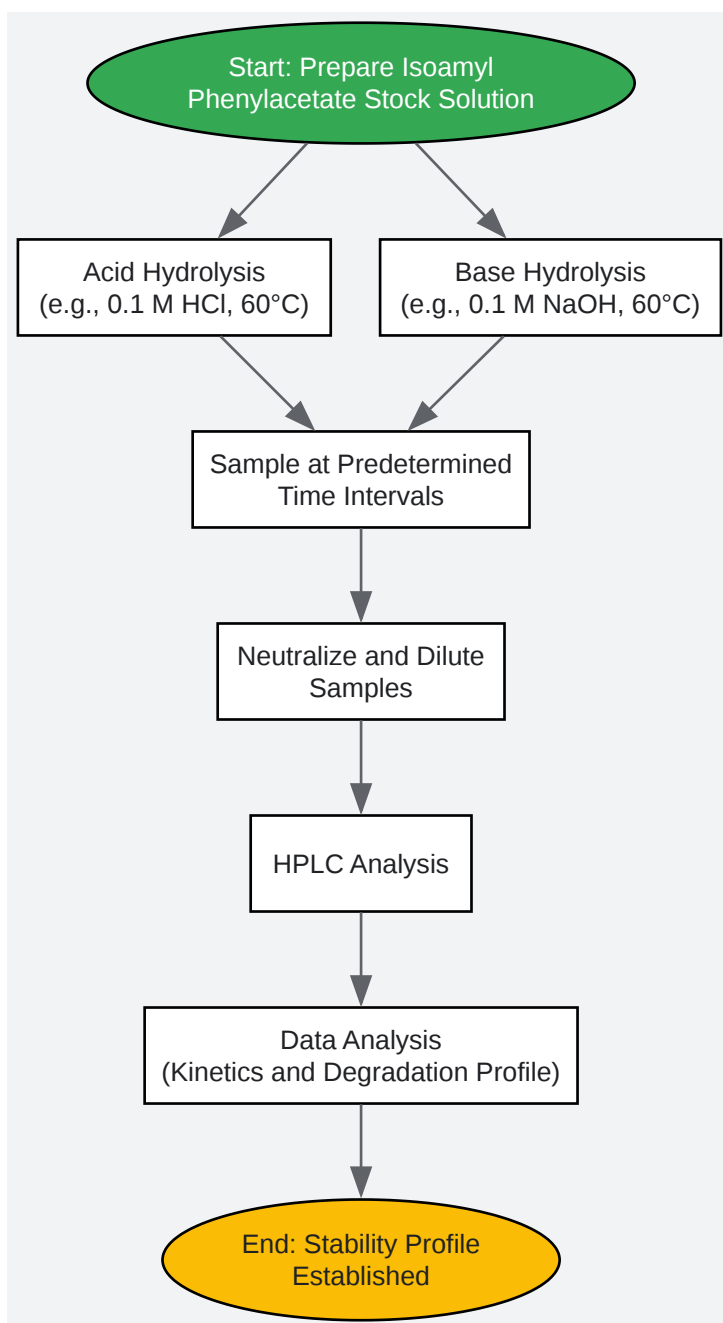 Start: Prepare Isoamyl
Phenylacetate Stock Solution
Acid Hydrolysis
(e.g., 0.1 M HCl, 60°C)
Base Hydrolysis
(e.g., 0.1 M NaOH, 60°C)
Sample at Predetermined
Time Intervals
Neutralize and Dilute
Samples
HPLC Analysis
Data Analysis
(Kinetics and Degradation Profile)
End: Stability Profile
Established